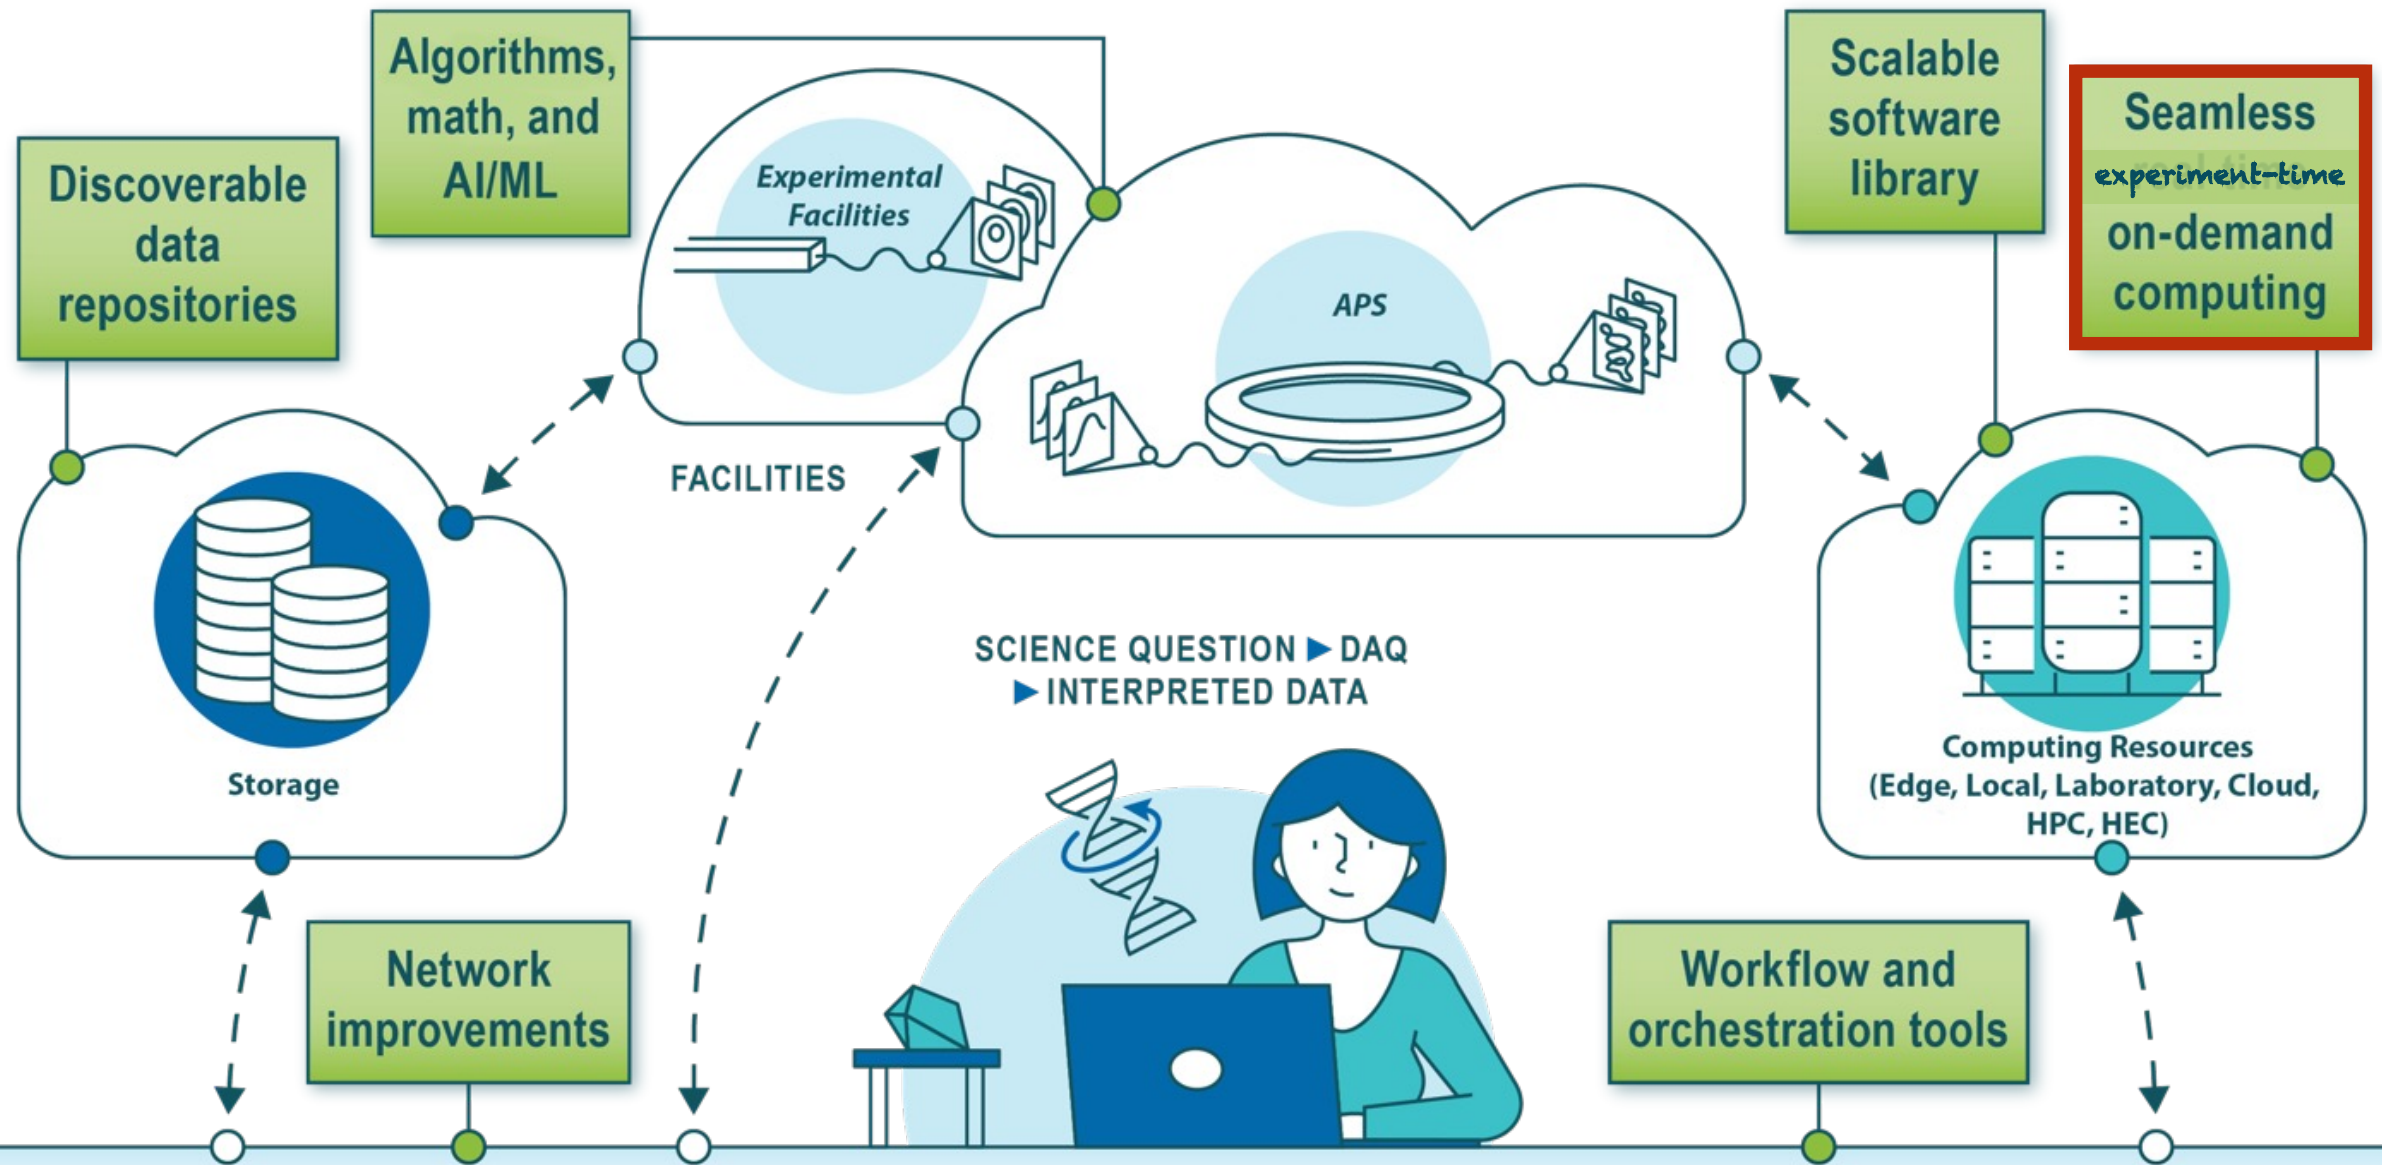 Algorithms,
math, and
AI/ML
Scalable
software
library
Seamless
experiment-time
on-demand
computing
Discoverable
data
repositories
Experimental
Facilities
APS
FACILITIES
SCIENCE QUESTION ▶ DAQ
▶ INTERPRETED DATA
Storage
Computing Resources
(Edge, Local, Laboratory, Cloud,
HPC, HEC)
Network
improvements
Workflow and
orchestration tools